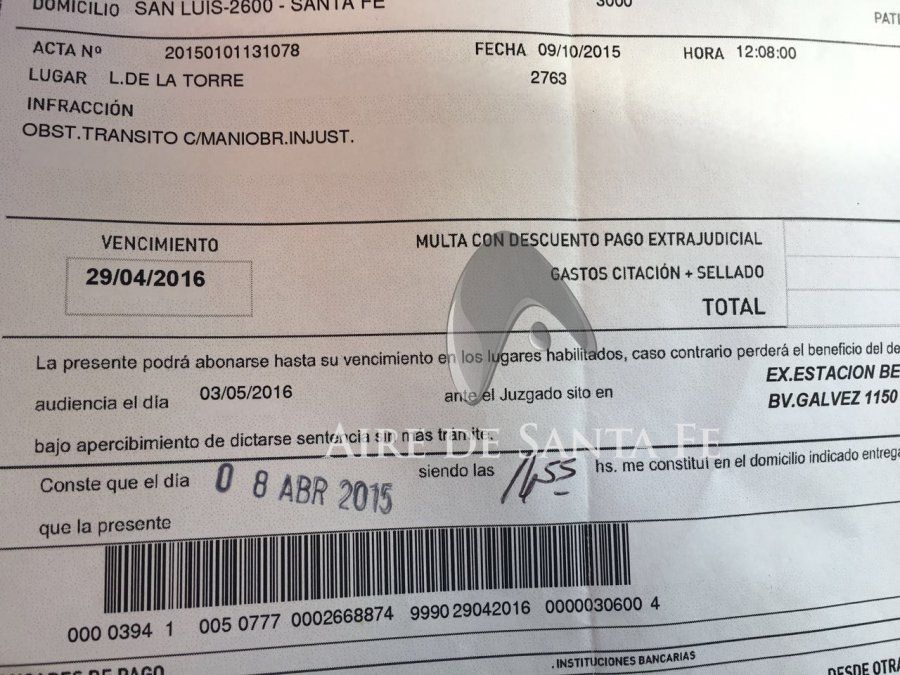 DOMICILIO SAN LUIS-2600 - SANTA FE 3000
ACTA Nº 20150101131078 FECHA 09/10/2015 HORA 12:08:00
LUGAR L.DE LA TORRE 2763
INFRACCIÓN
OBST.TRANSITO C/MANIOBR.INJUST.
VENCIMIENTO
29/04/2016
MULTA CON DESCUENTO PAGO EXTRAJUDICIAL
GASTOS CITACIÓN + SELLADO
TOTAL
La presente podrá abonarse hasta su vencimiento en los lugares habilitados, caso contrario perderá el beneficio del
audiencia el día 03/05/2016 ante el Juzgado sito en
EX.ESTACION
BV.GALVEZ 1150
bajo apercibimiento de dictarse sentencia sin más trámite.
AIRE DE SANTA FE
Conste que el día 0 8 ABR 2015 siendo las hs. me constituí en el domicilio indicado
que la presente
000 0394 1 005 0777 0002668874 9990 29042016 0000030600 4
. INSTITUCIONES BANCARIAS
DESDE